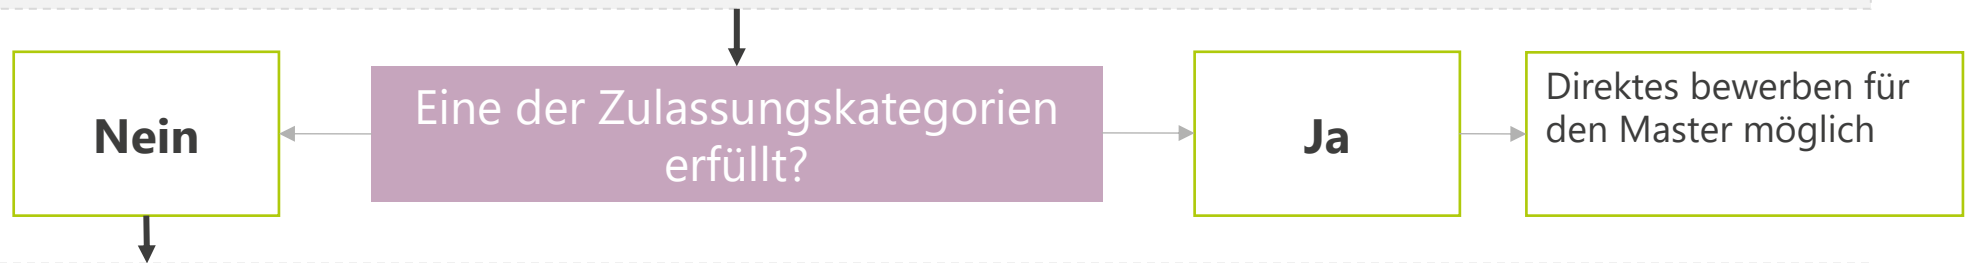 Nein
Eine der Zulassungskategorien
erfüllt?
Ja
Direktes bewerben für
den Master möglich